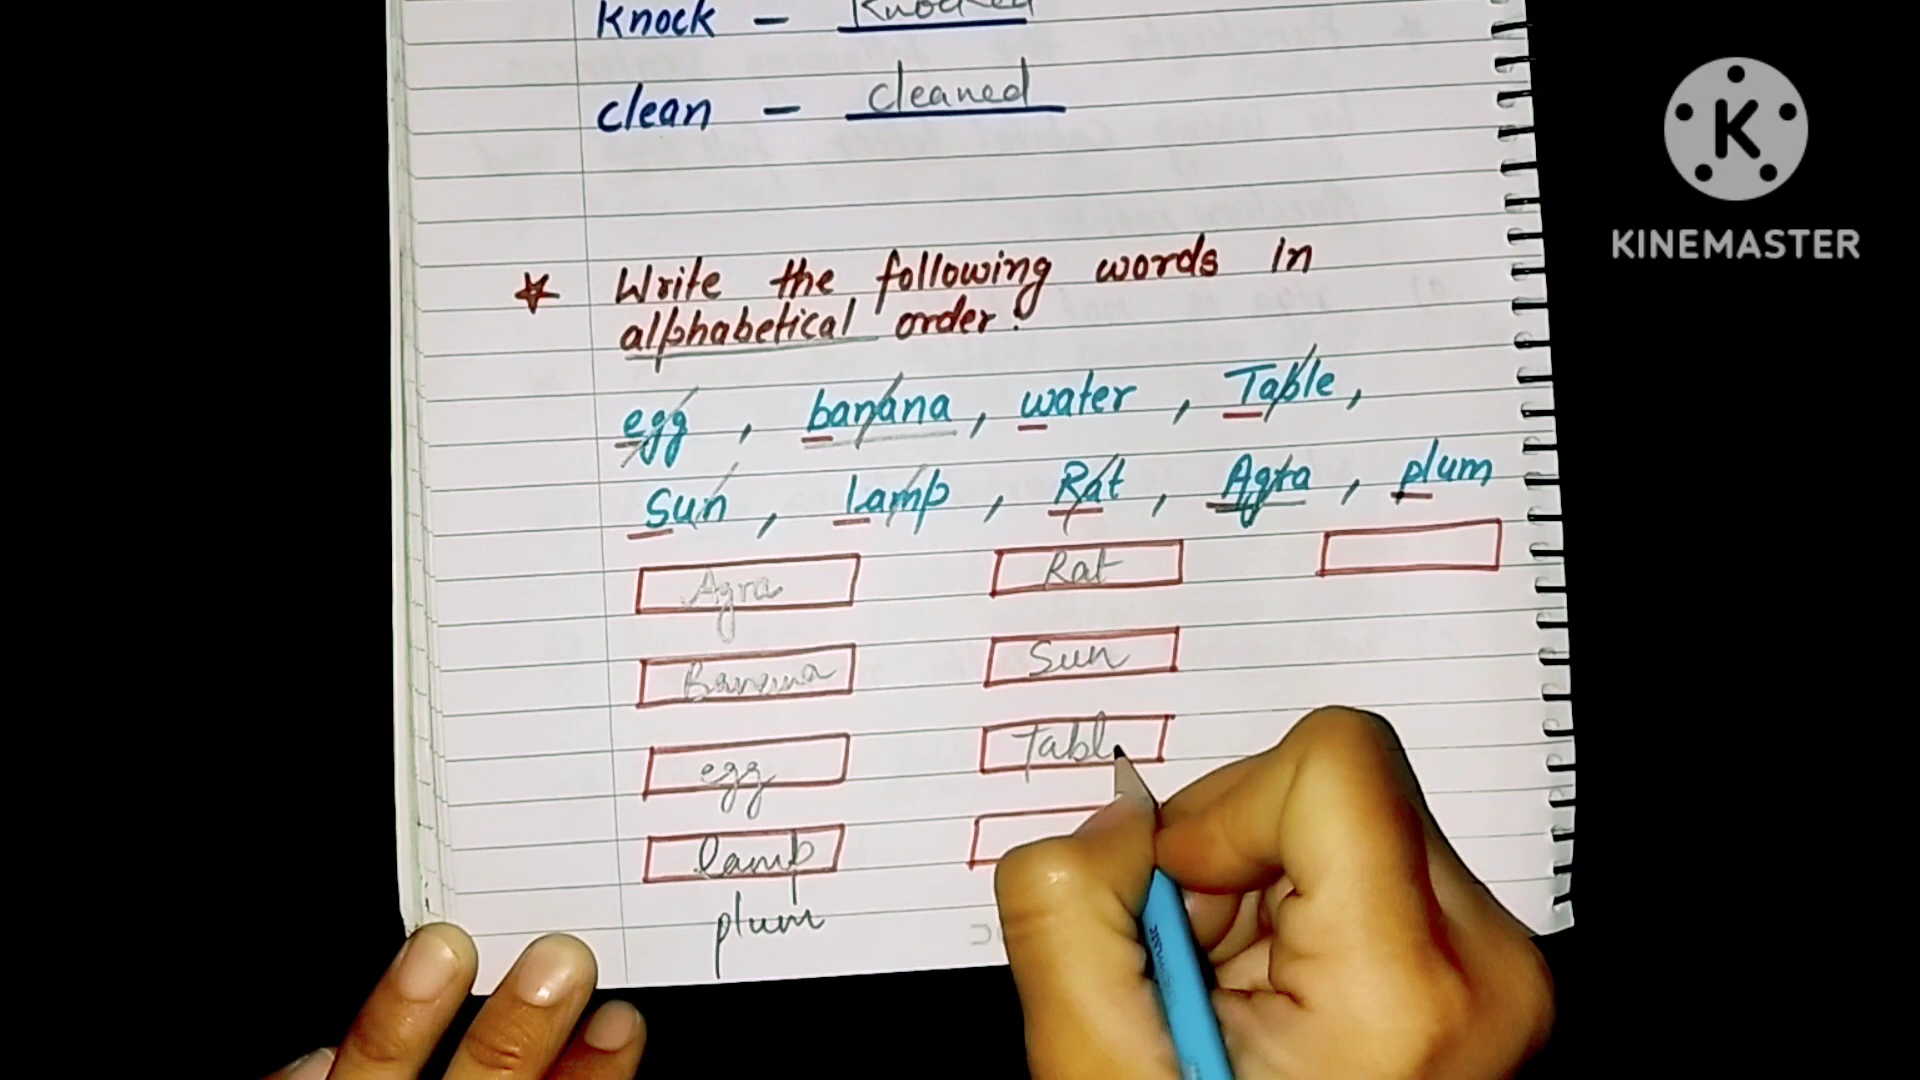 Knock - Knocked
clean - cleaned
KINEMASTER
Write the following words in
alphabetical order.
egg, banana, water, Table,
Sun, lamp, Rat, Agra, plum
Agra Rat
Banana Sun
egg Tabl
lamp
plum